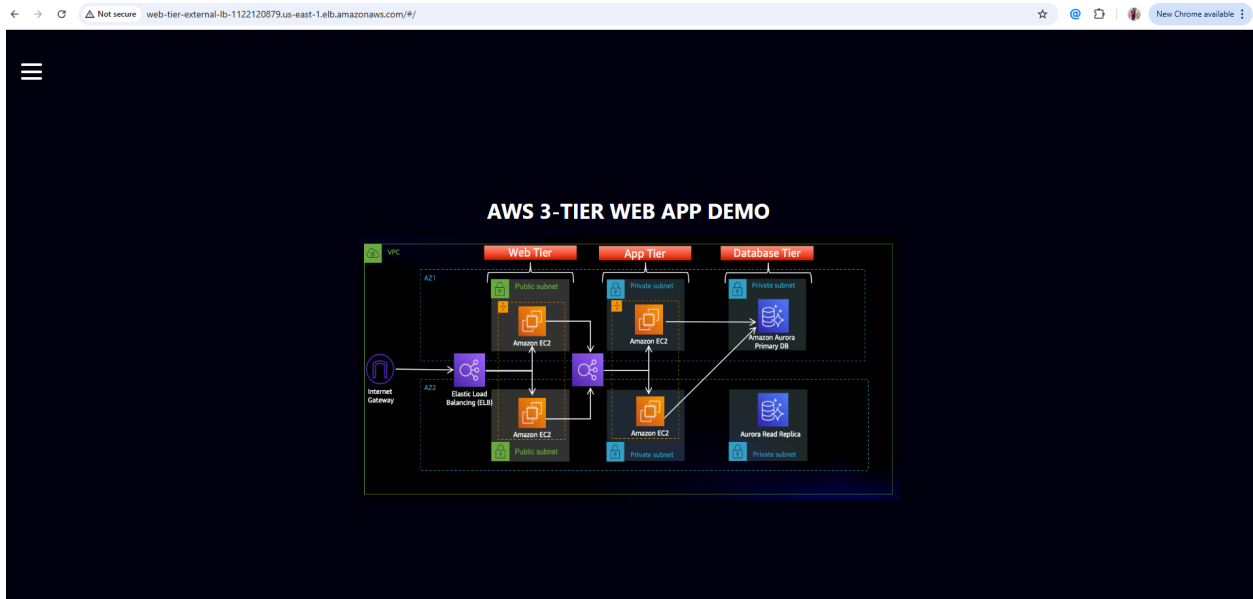 Not secure
web-tier-external-lb-1122120879.us-east-1.elb.amazonaws.com/#/
New Chrome available
AWS 3-TIER WEB APP DEMO
VPC
Web Tier
App Tier
Database Tier
AZ1
Public subnet
Private subnet
Private subnet
Amazon EC2
Amazon EC2
Amazon Aurora
Primary DB
Internet
Gateway
AZ2
Elastic Load
Balancing (ELB)
Amazon EC2
Amazon EC2
Aurora Read Replica
Public subnet
Private subnet
Private subnet